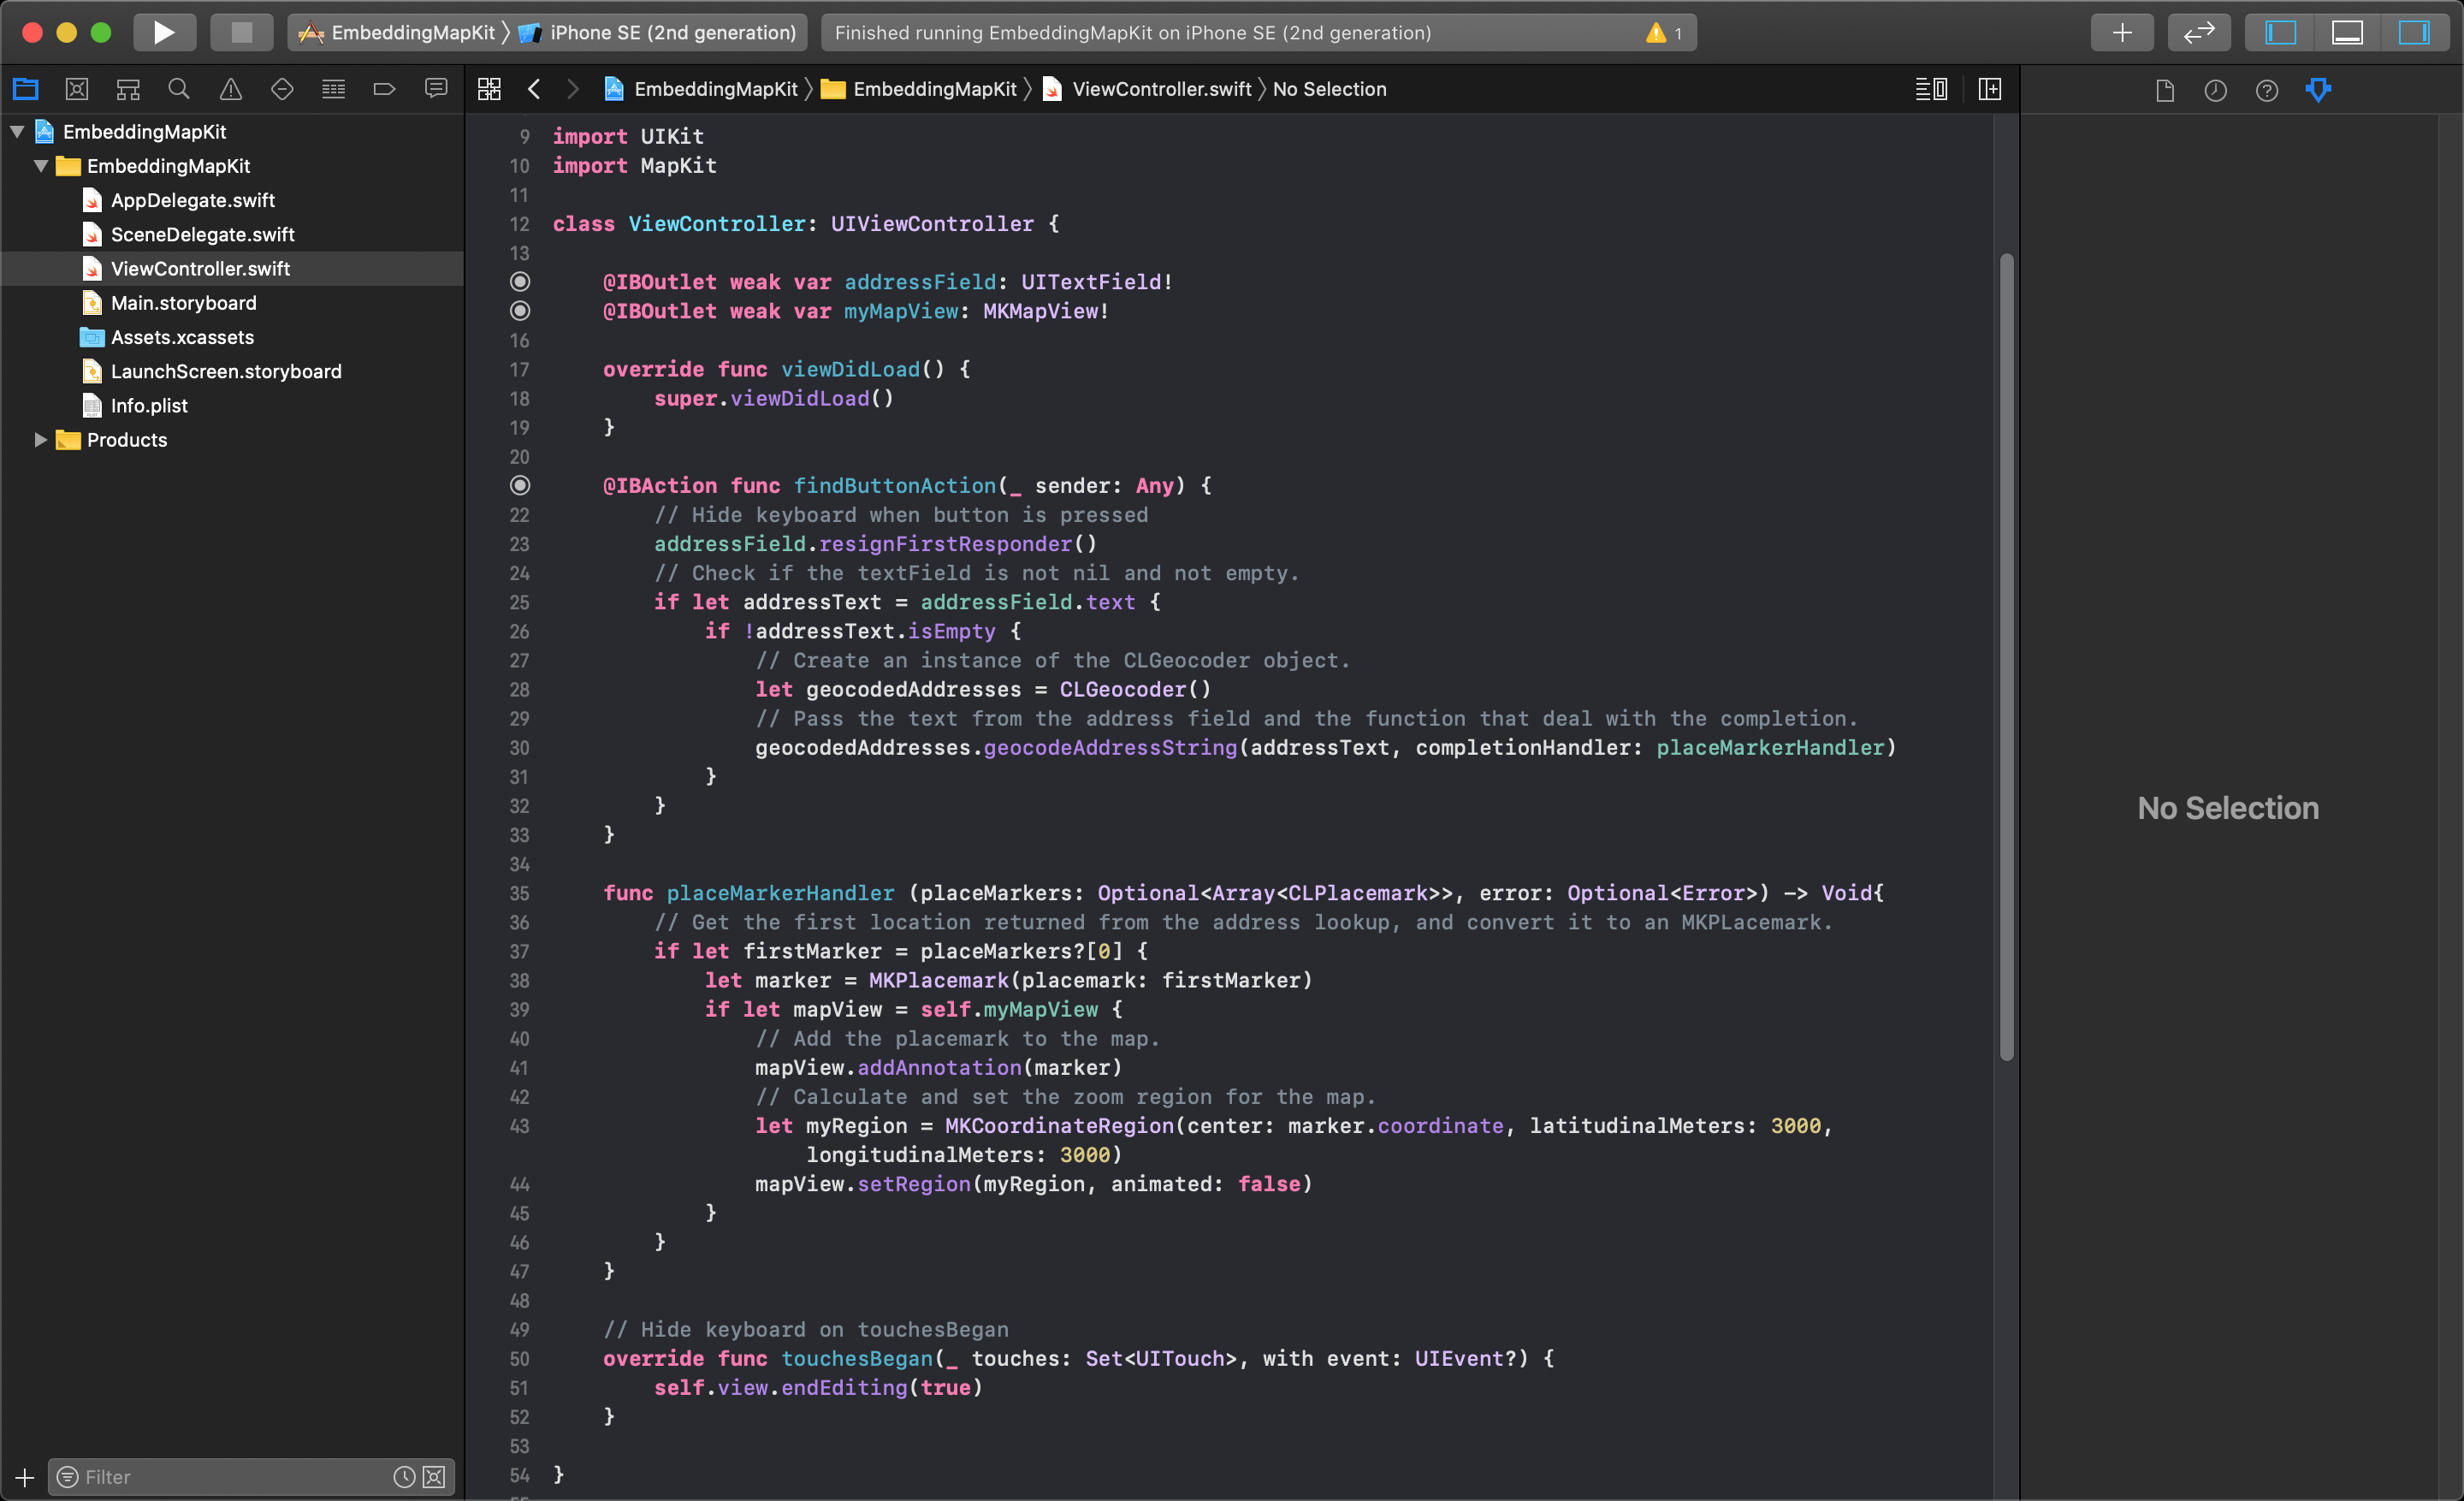 EmbeddingMapKit iPhone SE (2nd generation)
Finished running EmbeddingMapKit on iPhone SE (2nd generation) 1
EmbeddingMapKit EmbeddingMapKit ViewController.swift No Selection
EmbeddingMapKit
EmbeddingMapKit
AppDelegate.swift
SceneDelegate.swift
ViewController.swift
Main.storyboard
Assets.xcassets
LaunchScreen.storyboard
Info.plist
Products
Filter
9 import UIKit
10 import MapKit
11
12 class ViewController: UIViewController {
13
@IBOutlet weak var addressField: UITextField!
@IBOutlet weak var myMapView: MKMapView!
16
17 override func viewDidLoad() {
18 super.viewDidLoad()
19 }
20
@IBAction func findButtonAction(_ sender: Any) {
22 // Hide keyboard when button is pressed
23 addressField.resignFirstResponder()
24 // Check if the textField is not nil and not empty.
25 if let addressText = addressField.text {
26 if !addressText.isEmpty {
27 // Create an instance of the CLGeocoder object.
28 let geocodedAddresses = CLGeocoder()
29 // Pass the text from the address field and the function that deal with the completion.
30 geocodedAddresses.geocodeAddressString(addressText, completionHandler: placeMarkerHandler)
31 }
32 }
33 }
34
35 func placeMarkerHandler (placeMarkers: Optional<Array<CLPlacemark>>, error: Optional<Error>) -> Void{
36 // Get the first location returned from the address lookup, and convert it to an MKPLacemark.
37 if let firstMarker = placeMarkers?[0] {
38 let marker = MKPlacemark(placemark: firstMarker)
39 if let mapView = self.myMapView {
40 // Add the placemark to the map.
41 mapView.addAnnotation(marker)
42 // Calculate and set the zoom region for the map.
43 let myRegion = MKCoordinateRegion(center: marker.coordinate, latitudinalMeters: 3000,
longitudinalMeters: 3000)
44 mapView.setRegion(myRegion, animated: false)
45 }
46 }
47 }
48
49 // Hide keyboard on touchesBegan
50 override func touchesBegan(_ touches: Set<UITouch>, with event: UIEvent?) {
51 self.view.endEditing(true)
52 }
53
54 }
No Selection